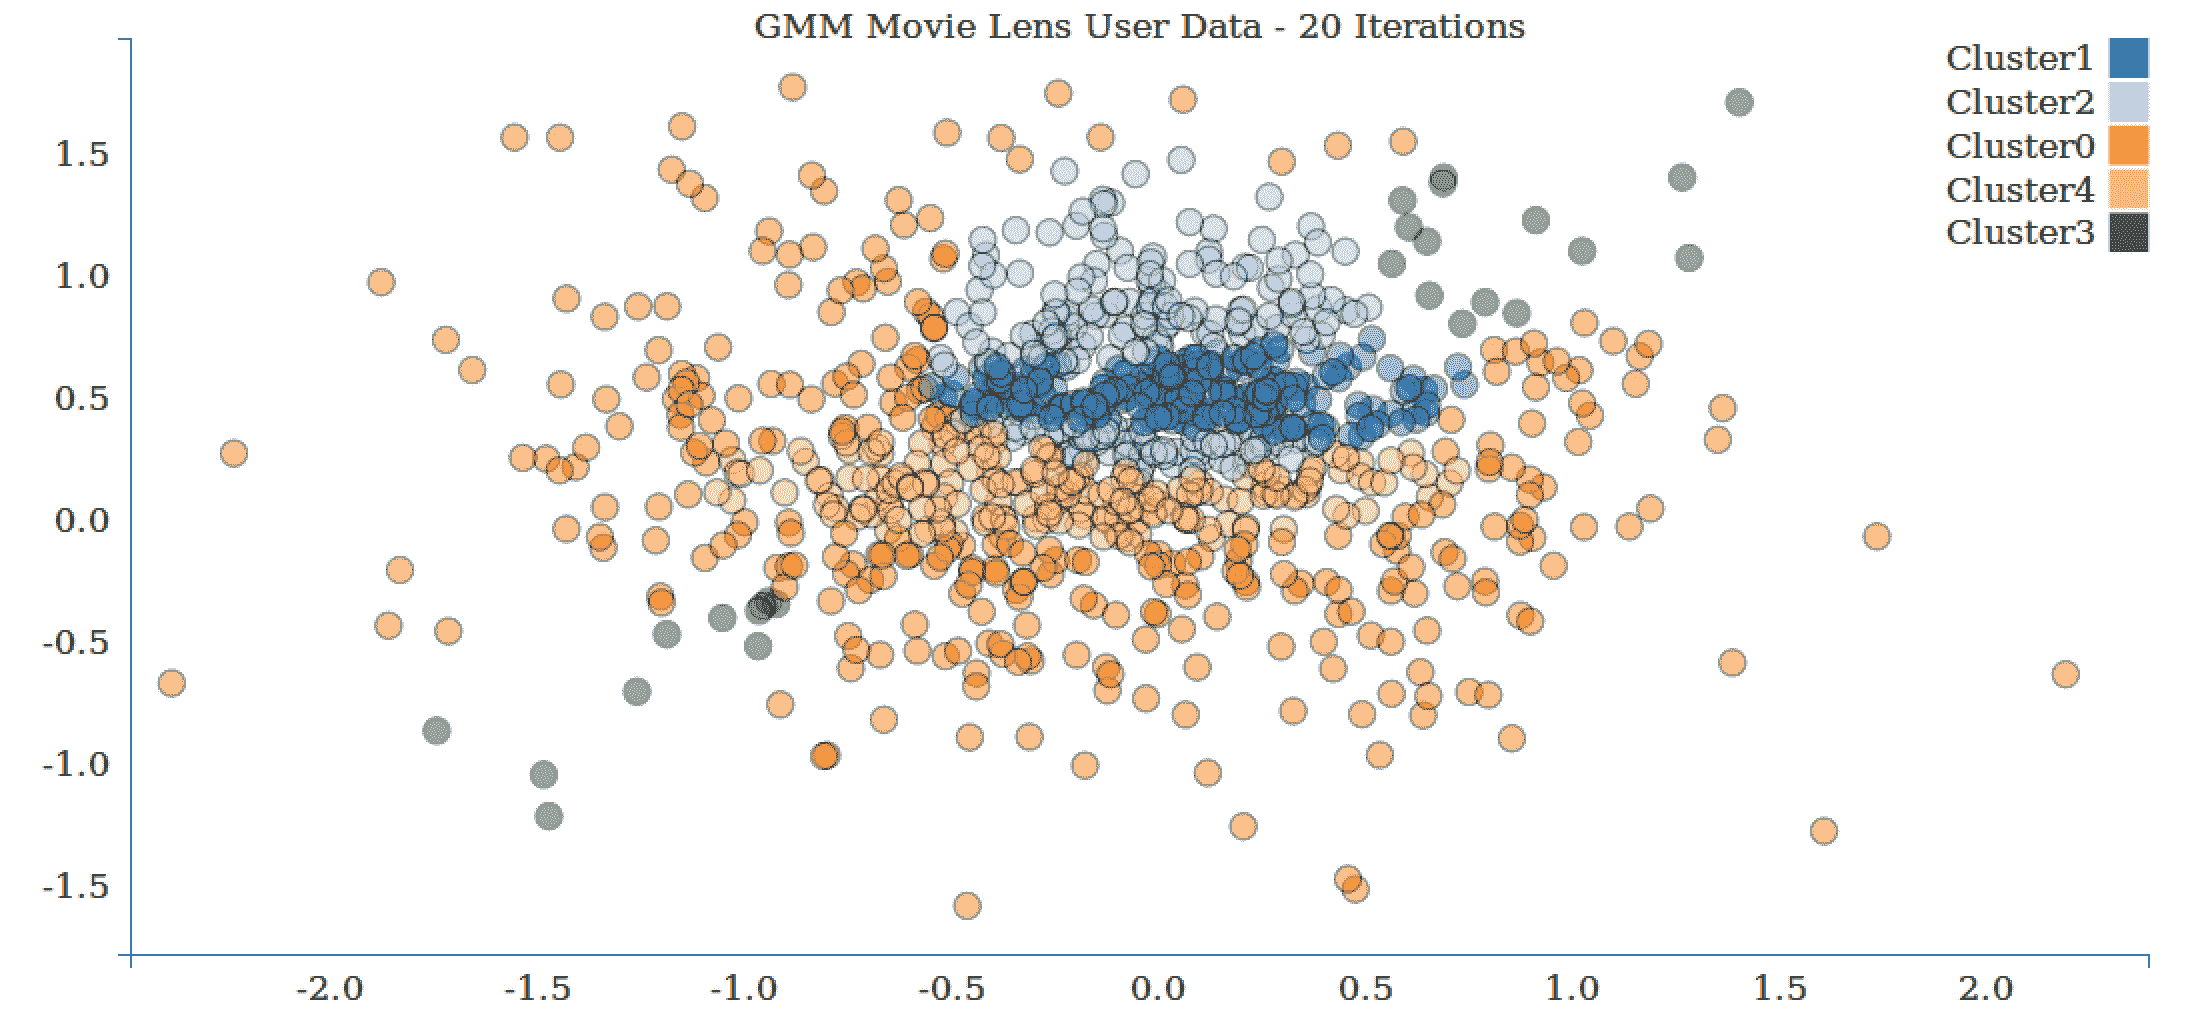 GMM Movie Lens User Data - 20 Iterations
Cluster1
Cluster2
Cluster0
Cluster4
Cluster3
1.5
1.0
0.5
0.0
-0.5
-1.0
-1.5
-2.0 -1.5 -1.0 -0.5 0.0 0.5 1.0 1.5 2.0